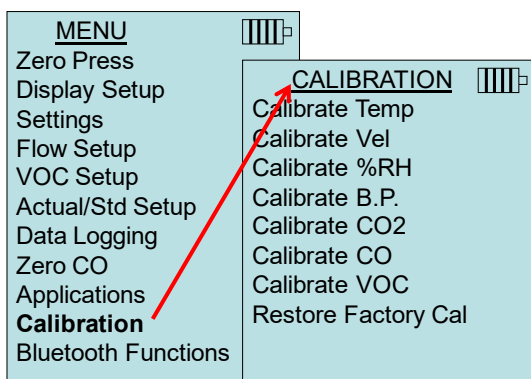 MENU
Zero Press
Display Setup
Settings
Flow Setup
VOC Setup
Actual/Std Setup
Data Logging
Zero CO
Applications
Calibration
Bluetooth Functions
CALIBRATION
Calibrate Temp
Calibrate Vel
Calibrate %RH
Calibrate B.P.
Calibrate CO2
Calibrate CO
Calibrate VOC
Restore Factory Cal